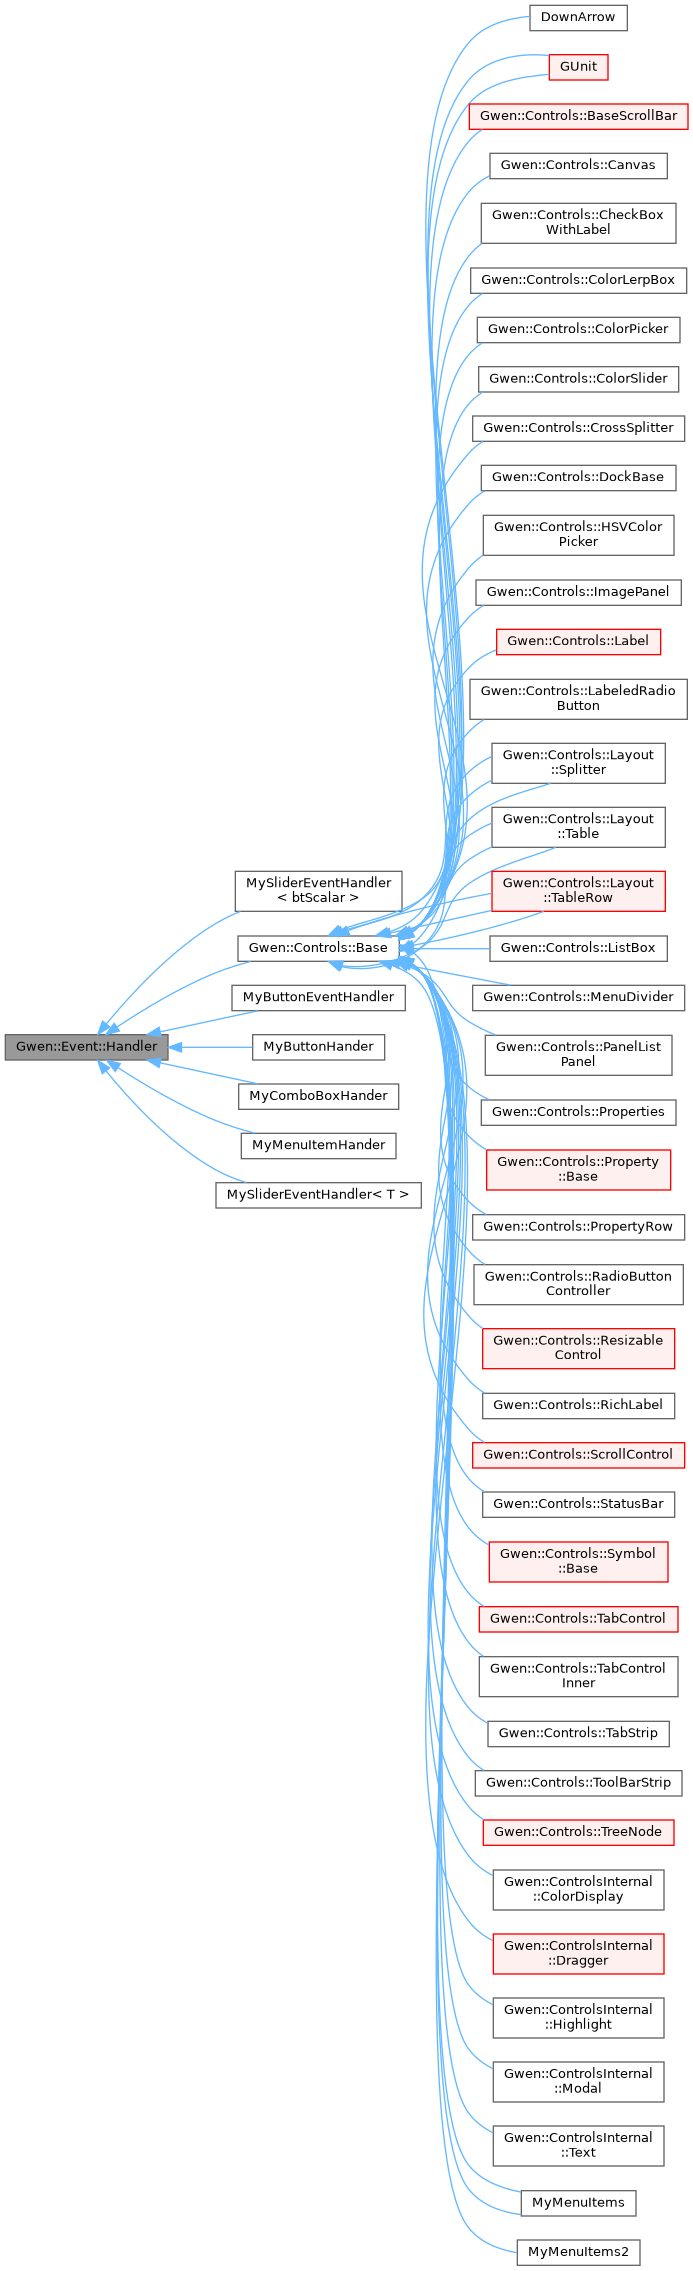 DownArrow
GUnit
Gwen::Controls::BaseScrollBar
Gwen::Controls::Canvas
Gwen::Controls::CheckBox
WithLabel
Gwen::Controls::ColorLerpBox
Gwen::Controls::ColorPicker
Gwen::Controls::ColorSlider
Gwen::Controls::CrossSplitter
Gwen::Controls::DockBase
Gwen::Controls::HSVColor
Picker
Gwen::Controls::ImagePanel
Gwen::Controls::Label
Gwen::Controls::LabeledRadio
Button
Gwen::Controls::Layout
::Splitter
Gwen::Controls::Layout
::Table
MySliderEventHandler
< btScalar >
Gwen::Controls::Layout
::TableRow
Gwen::Controls::Base
Gwen::Controls::ListBox
MyButtonEventHandler
Gwen::Controls::MenuDivider
Gwen::Event::Handler
MyButtonHander
Gwen::Controls::PanelList
Panel
MyComboBoxHander
Gwen::Controls::Properties
MyMenuItemHander
Gwen::Controls::Property
::Base
MySliderEventHandler< T >
Gwen::Controls::PropertyRow
Gwen::Controls::RadioButton
Controller
Gwen::Controls::Resizable
Control
Gwen::Controls::RichLabel
Gwen::Controls::ScrollControl
Gwen::Controls::StatusBar
Gwen::Controls::Symbol
::Base
Gwen::Controls::TabControl
Gwen::Controls::TabControl
Inner
Gwen::Controls::TabStrip
Gwen::Controls::ToolBarStrip
Gwen::Controls::TreeNode
Gwen::ControlsInternal
::ColorDisplay
Gwen::ControlsInternal
::Dragger
Gwen::ControlsInternal
::Highlight
Gwen::ControlsInternal
::Modal
Gwen::ControlsInternal
::Text
MyMenuItems
MyMenuItems2